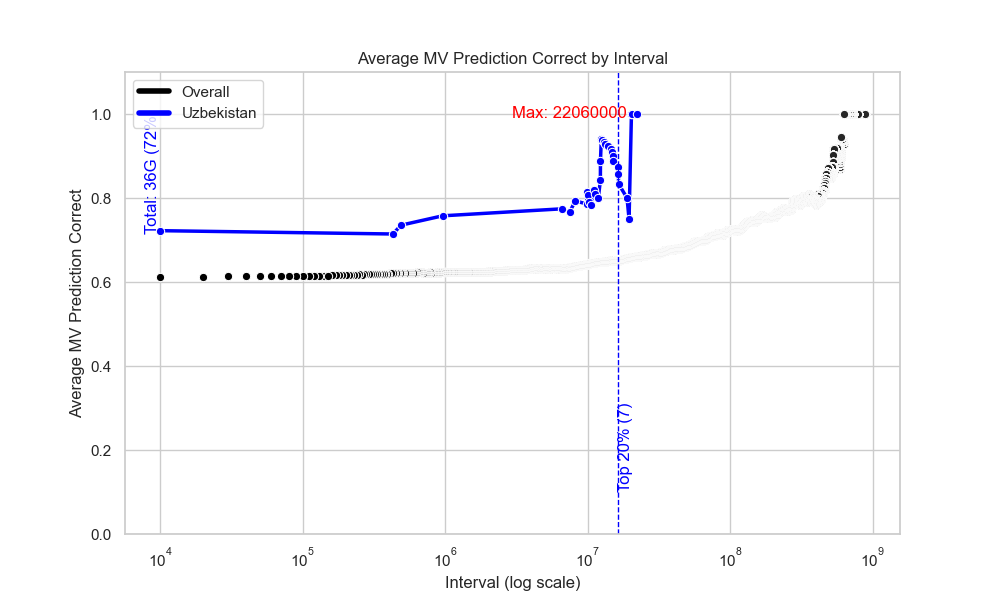 Average MV Prediction Correct by Interval
Overall
Uzbekistan
Total: 36G (72%
Max: 22060000
Top 20% (7)
Average MV Prediction Correct
1.0
0.8
0.6
0.4
0.2
0.0
10^4
10^5
10^6
10^7
10^8
10^9
Interval (log scale)